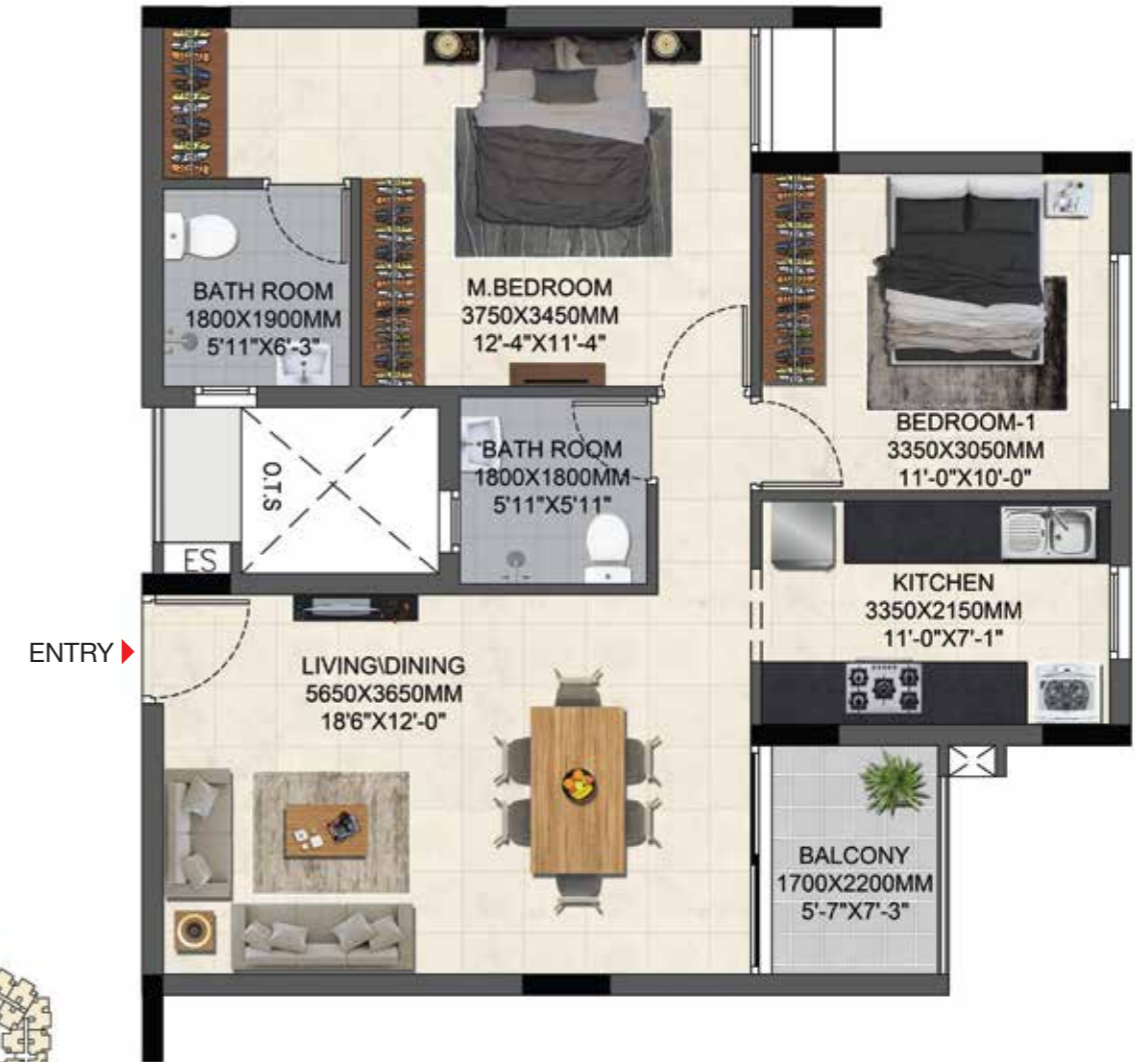 BATH ROOM
1800X1900MM
5'11"X6'-3"
M.BEDROOM
3750X3450MM
12'-4"X11'-4"
BEDROOM-1
3350X3050MM
11'-0"X10'-0"
O.T.S
BATH ROOM
1800X1800MM
5'11"X5'11"
ES
KITCHEN
3350X2150MM
11'-0"X7'-1"
ENTRY
LIVING\DINING
5650X3650MM
18'6"X12'-0"
BALCONY
1700X2200MM
5'-7"X7'-3"